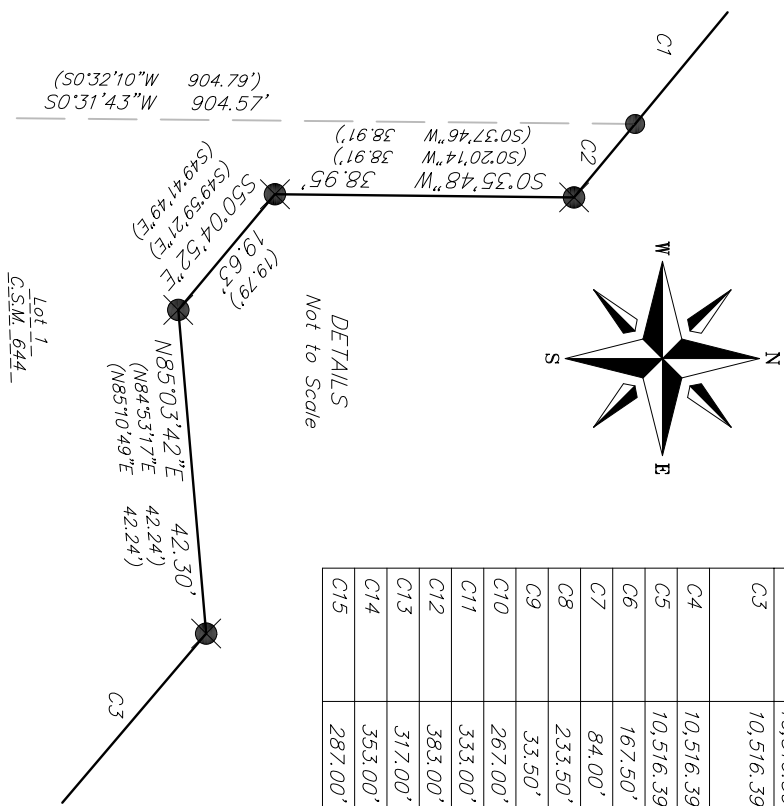 C1
C2
(S0°32'10"W 904.79')
S0°31'43"W 904.57'
(S0°37'46"W 38.91')
(S0°20'14"W 38.91')
S0°35'48"W 38.95'
S50°04'52"E
(S49°59'21"E)
(S49°41'49"E)
19.63'
(19.79')
N85°03'42"E 42.30'
(N84°53'17"E 42.24')
(N85°10'49"E 42.24')
C3
Lot 1
C.S.M. 644
DETAILS
Not to Scale
N
W
E
S
C3 10,516.39
C4 10,516.39
C5 10,516.39
C6 167.50'
C7 84.00'
C8 233.50'
C9 33.50'
C10 267.00'
C11 333.00'
C12 383.00'
C13 317.00'
C14 353.00'
C15 287.00'